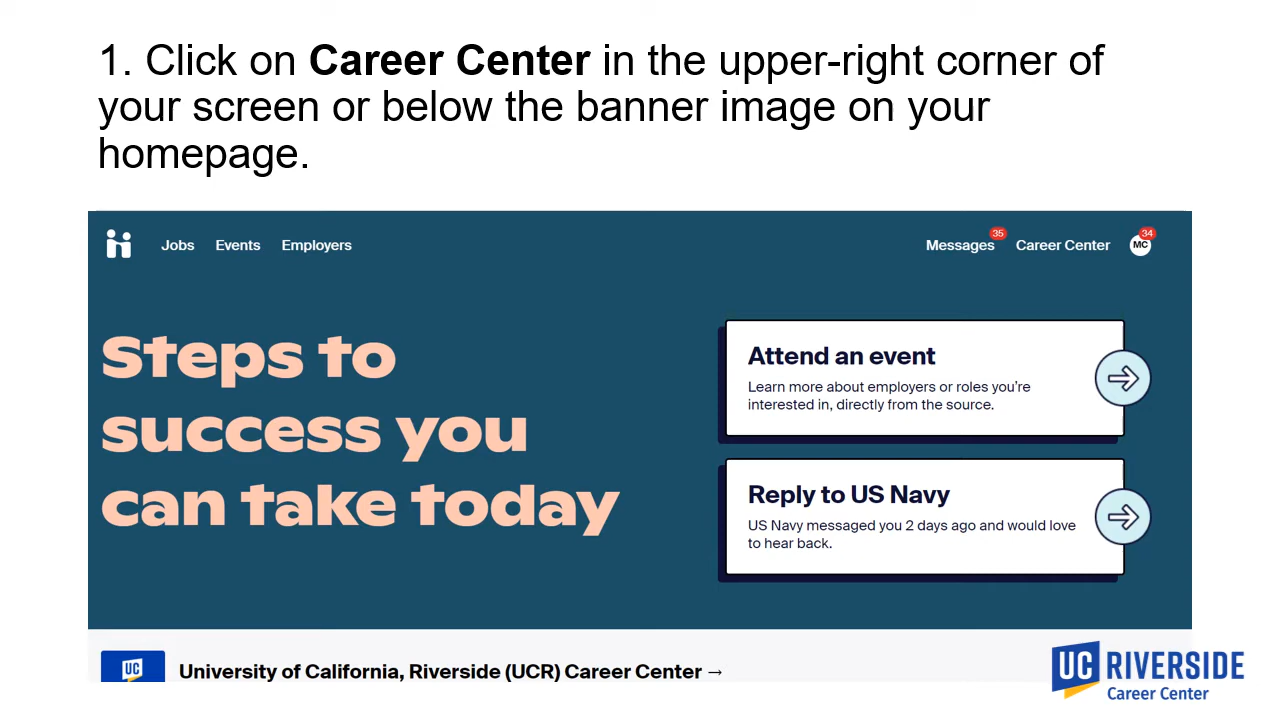 1. Click on Career Center in the upper-right corner of
your screen or below the banner image on your
homepage.
Jobs Events Employers Messages 35 Career Center MC 34
Steps to
success you
can take today
Attend an event
Learn more about employers or roles you're
interested in, directly from the source.
Reply to US Navy
US Navy messaged you 2 days ago and would love
to hear back.
UC
University of California, Riverside (UCR) Career Center →
UC RIVERSIDE
Career Center